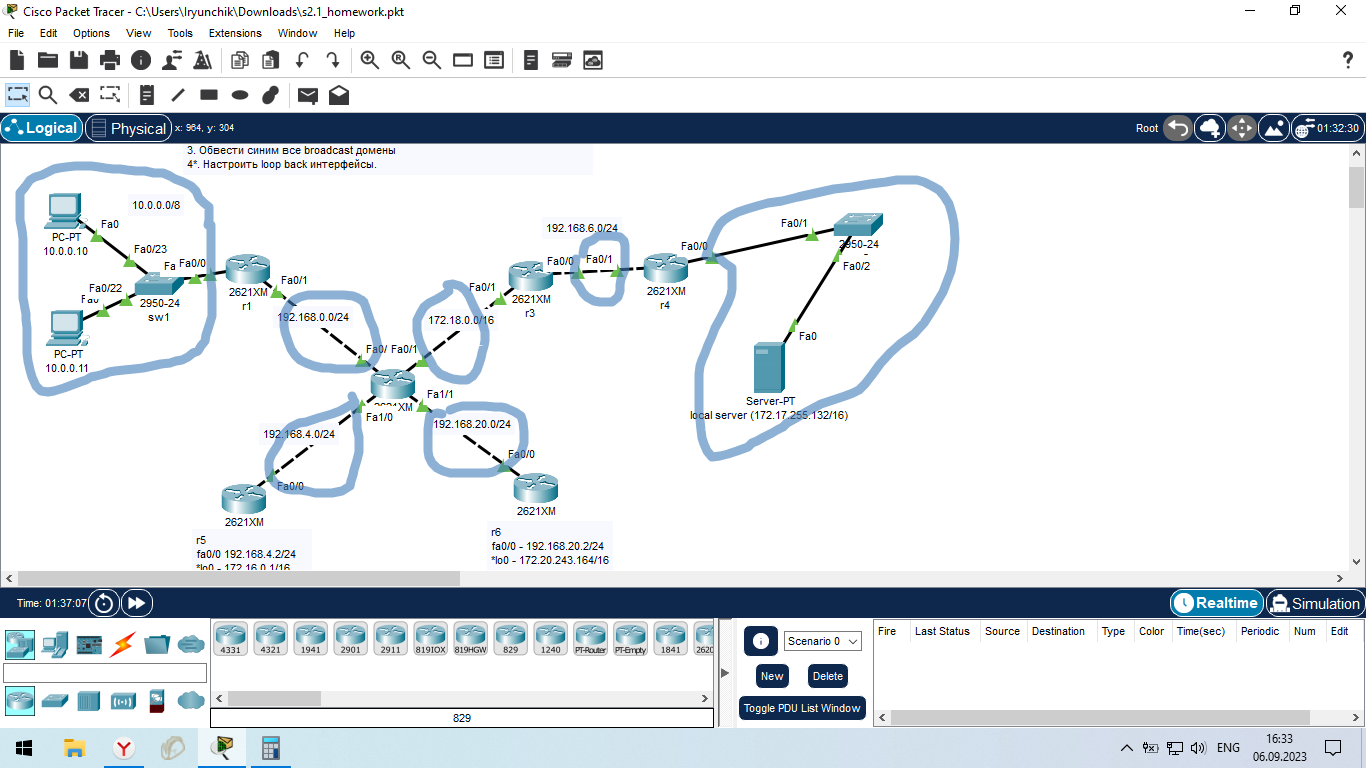 Cisco Packet Tracer - C:\Users\Iryunchik\Downloads\s2.1_homework.pkt
File Edit Options View Tools Extensions Window Help
Logical Physical x: 964, y: 304 Root 01:32:30
3. Обвести синим все broadcast домены
4*. Настроить loop back интерфейсы.
10.0.0.0/8
Fa0
PC-PT
10.0.0.10
Fa0/23
Fa
Fa0/0
Fa0/22
2950-24
sw1
PC-PT
10.0.0.11
2621XM
r1
Fa0/1
192.168.0.0/24
Fa0/
Fa0/1
172.18.0.0/16
Fa0/1
Fa0/0
2621XM
r3
192.168.6.0/24
Fa0/1
Fa0/0
2621XM
r4
Fa0/1
2950-24
Fa0/2
Fa0
Server-PT
local server (172.17.255.132/16)
Fa1/1
Fa1/0
192.168.4.0/24
192.168.20.0/24
Fa0/0
Fa0/0
2621XM
2621XM
r5
fa0/0 192.168.4.2/24
*lo0 - 172.16.0.1/16
r6
fa0/0 - 192.168.20.2/24
*lo0 - 172.20.243.164/16
Time: 01:37:07 Realtime Simulation
4331 4321 1941 2901 2911 819IOX 819HGW 829 1240 PT-Router PT-Empty 1841 2620
829
Scenario 0
New Delete
Toggle PDU List Window
Fire Last Status Source Destination Type Color Time(sec) Periodic Num Edit
ENG
16:33
06.09.2023